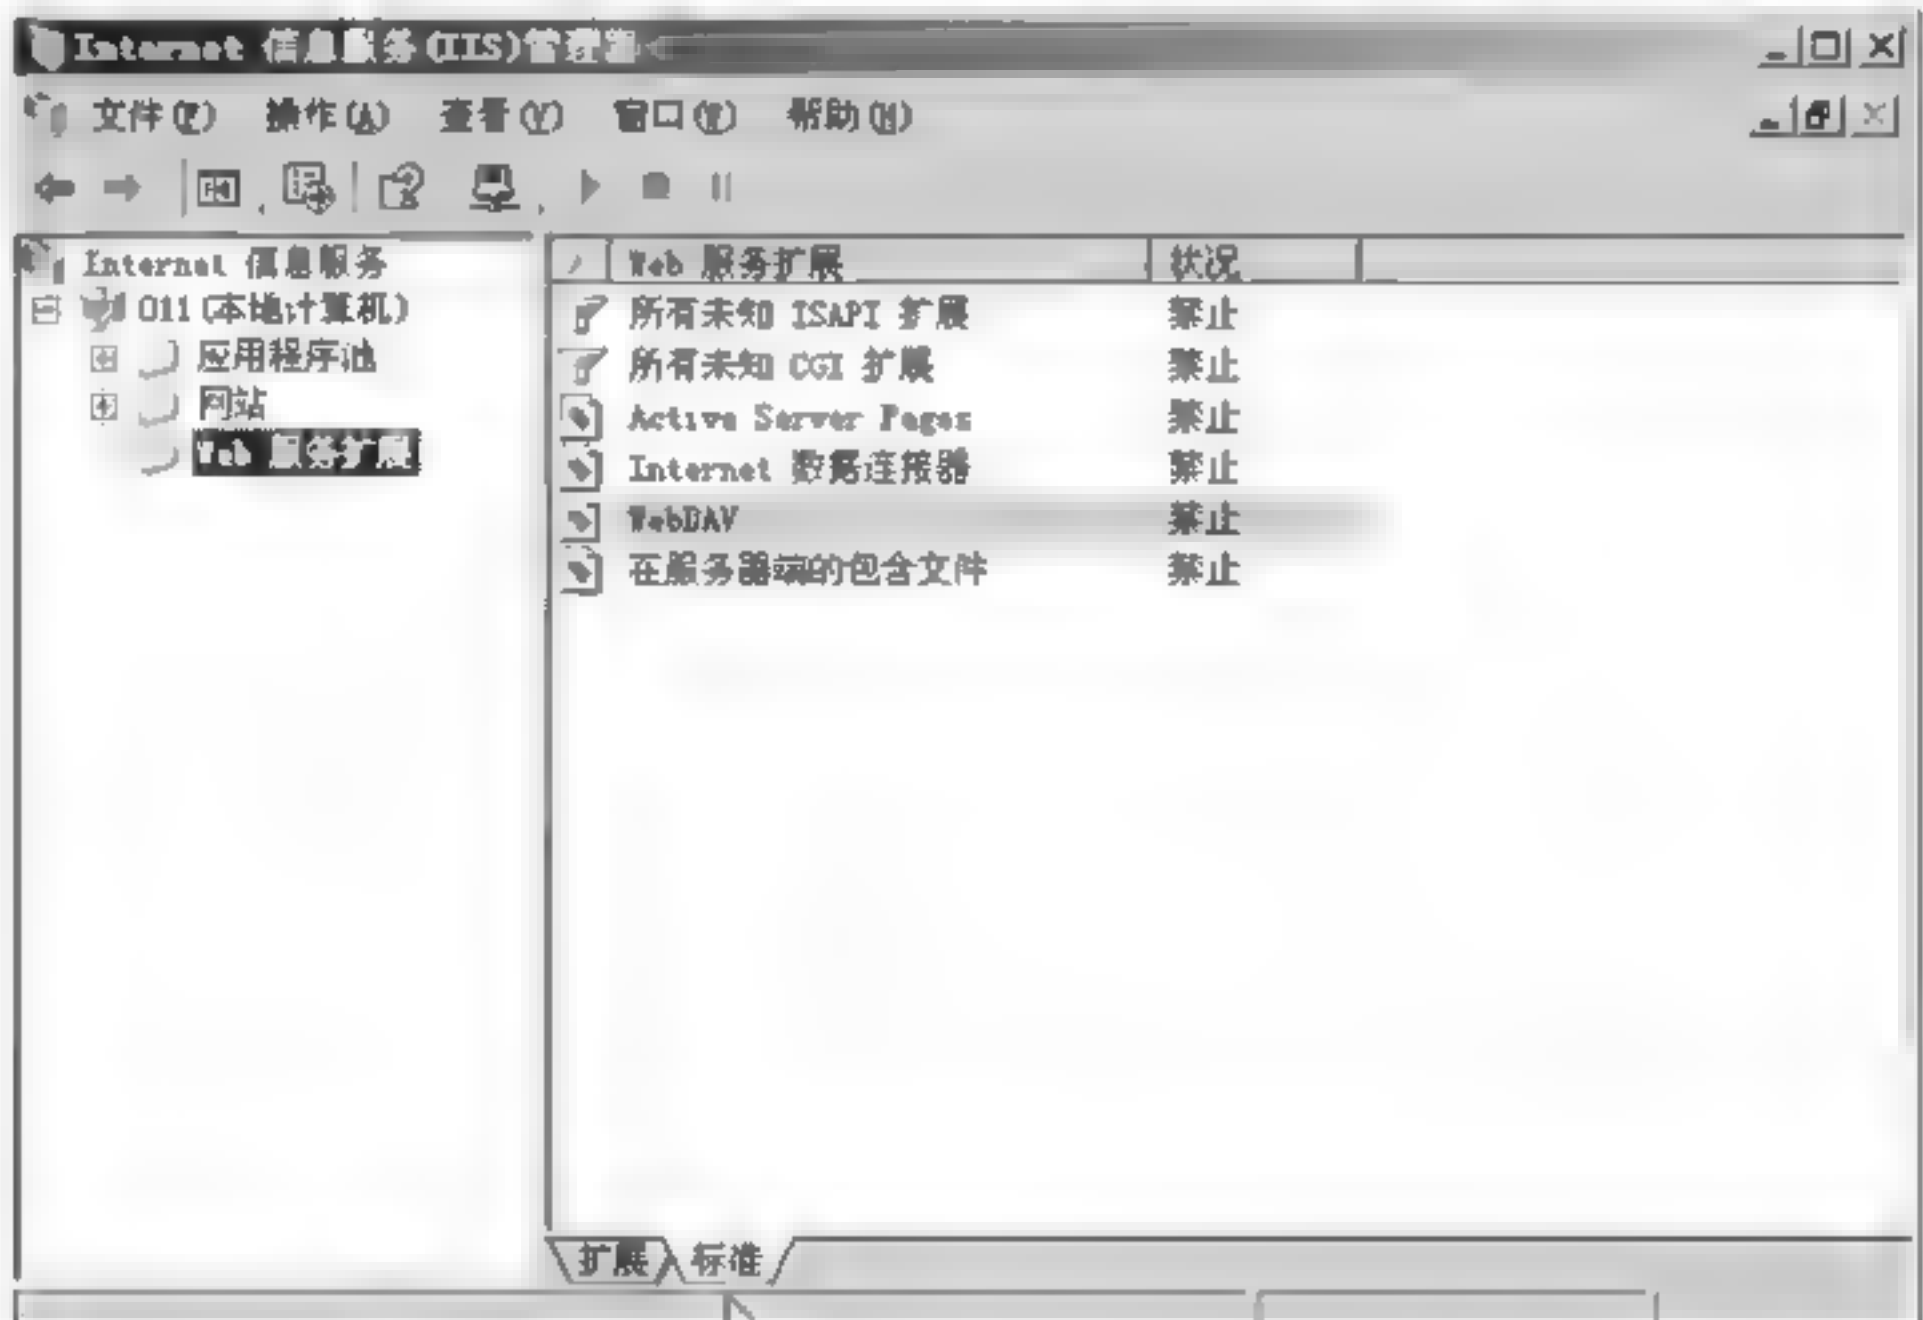 Internet 信息服务(IIS)管理器
文件(F) 操作(A) 查看(V) 窗口(W) 帮助(H)
Internet 信息服务
011(本地计算机)
应用程序池
网站
Web 服务扩展
Web 服务扩展 状况
所有未知 ISAPI 扩展 禁止
所有未知 CGI 扩展 禁止
Active Server Pages 禁止
Internet 数据连接器 禁止
WebDAV 禁止
在服务器端的包含文件 禁止
扩展 标准